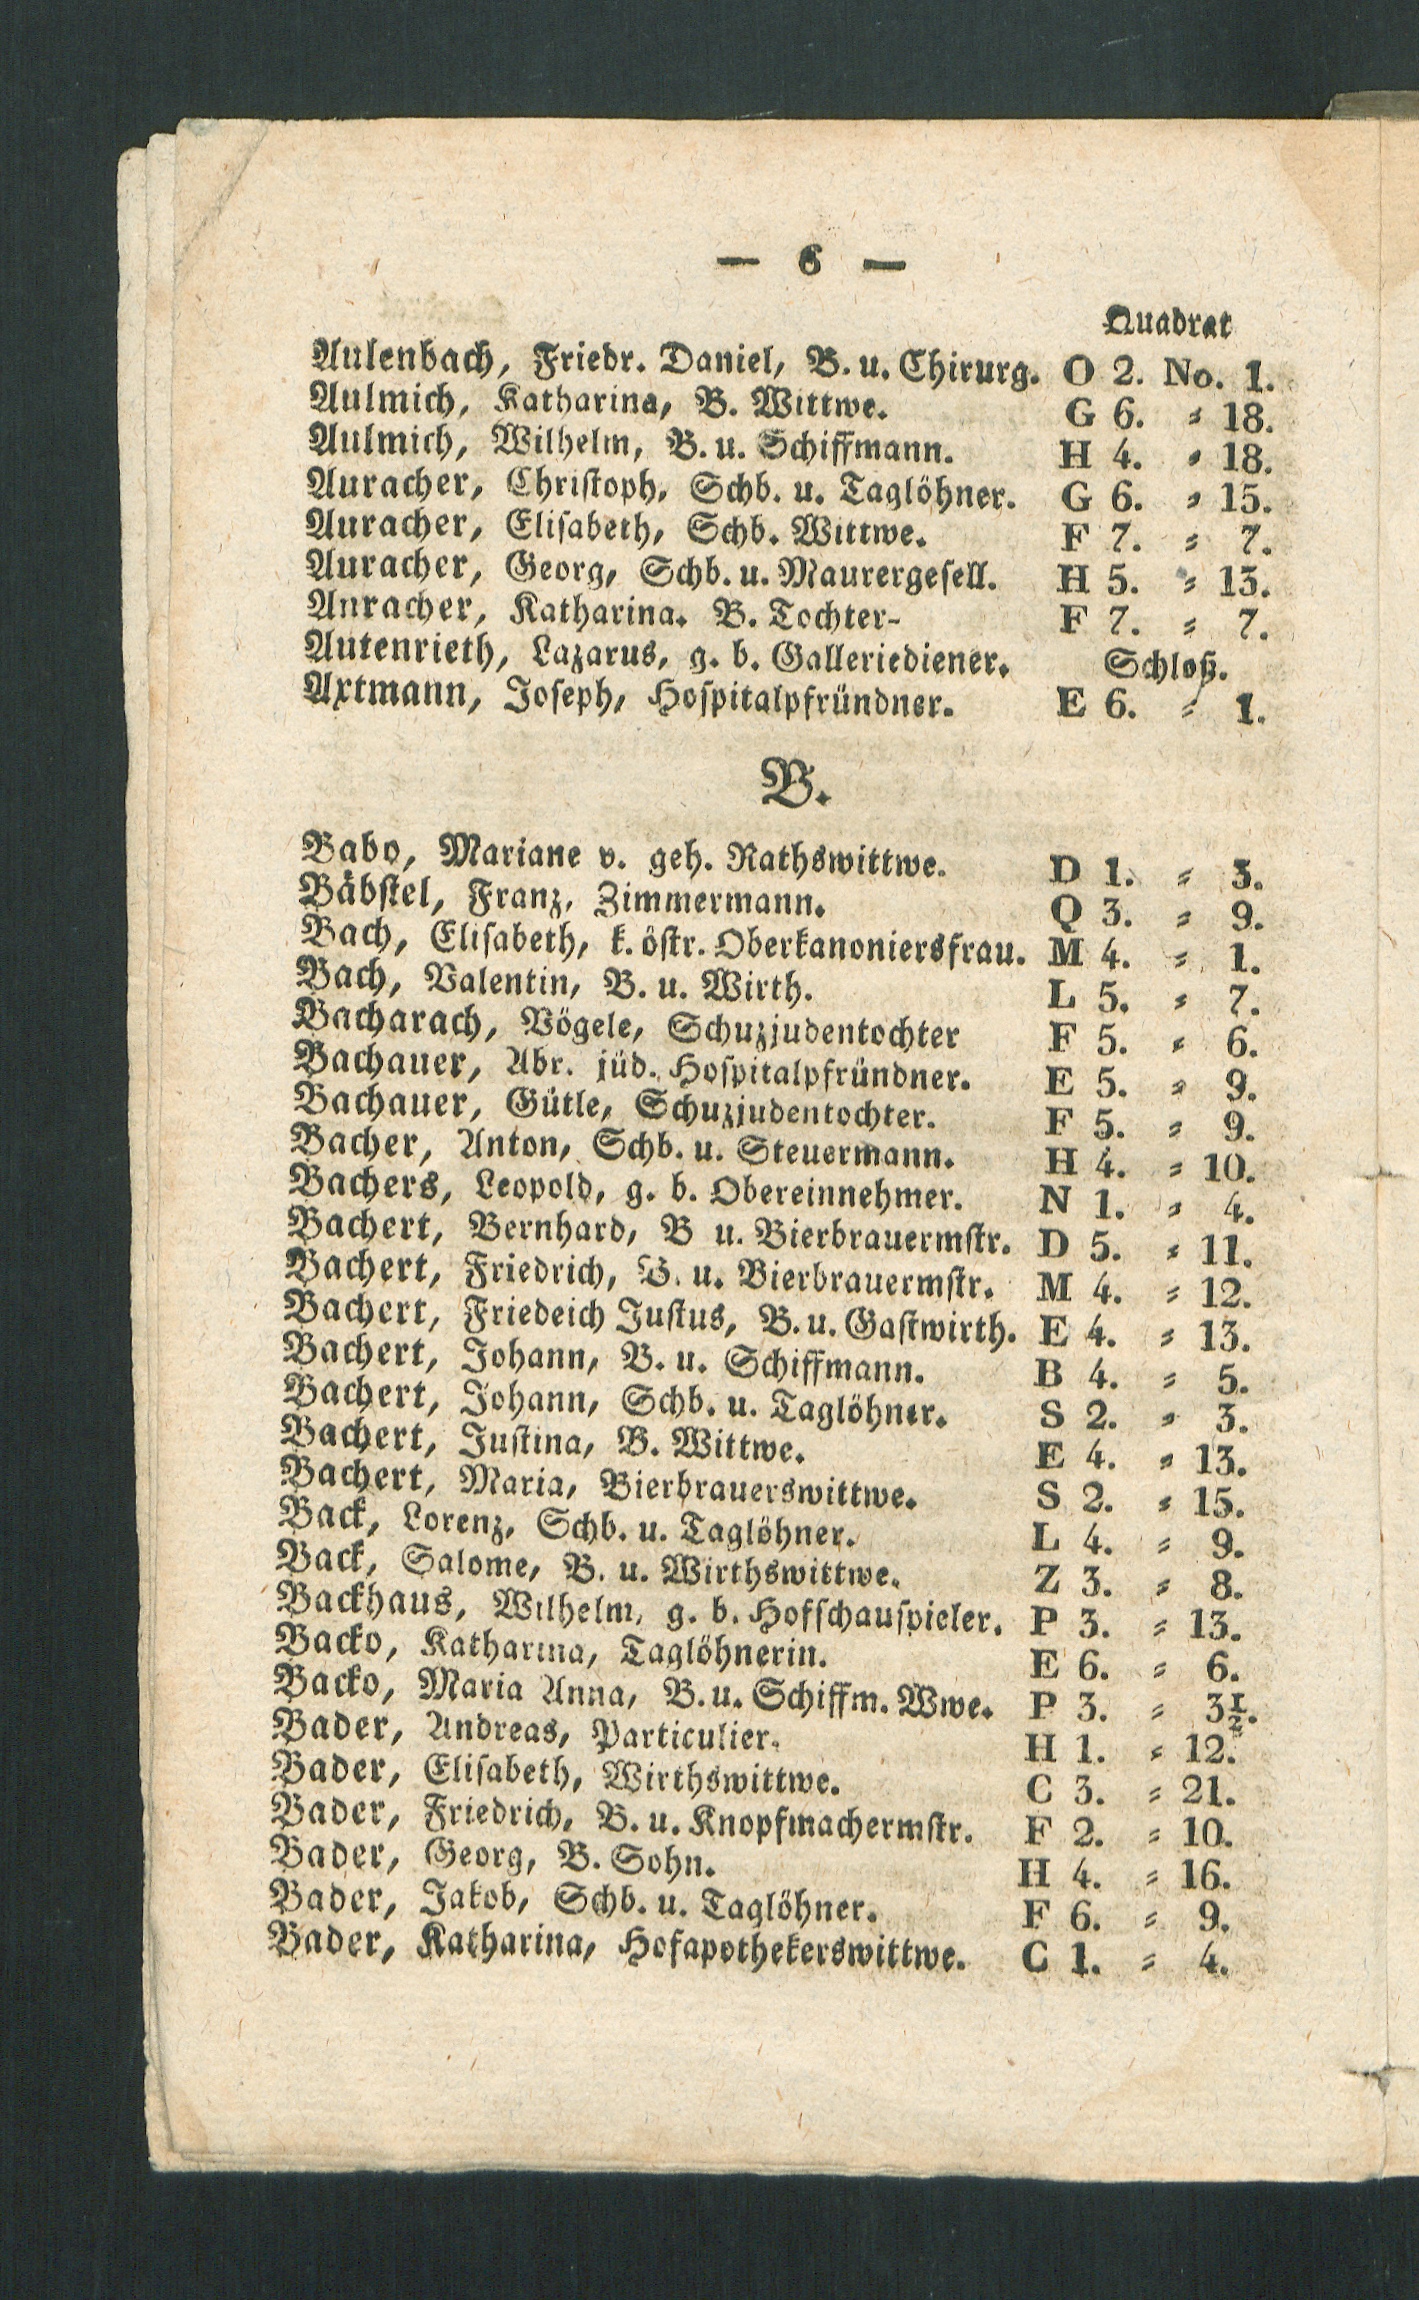 — 6 —
Quadrat
Aulenbach, Friedr. Daniel, B. u. Chirurg. O 2. No. 1.
Aulmich, Katharina, B. Wittwe. G 6. = 18.
Aulmich, Wilhelm, B. u. Schiffmann. H 4. = 18.
Auracher, Christoph, Schb. u. Taglöhner. G 6. = 15.
Auracher, Elisabeth, Schb. Wittwe. F 7. = 7.
Auracher, Georg, Schb. u. Maurergesell. H 5. = 13.
Anracher, Katharina. B. Tochter- F 7. = 7.
Autenrieth, Lazarus, g. b. Galleriediener. Schloß.
Axtmann, Joseph, Hospitalpfründner. E 6. = 1.
B.
Babo, Mariane v. geh. Rathswittwe. D 1. = 3.
Bäbstel, Franz, Zimmermann. Q 3. = 9.
Bach, Elisabeth, k. östr. Oberkanoniersfrau. M 4. = 1.
Bach, Valentin, B. u. Wirth. L 5. = 7.
Bacharach, Vögele, Schuzjudentochter F 5. = 6.
Bachauer, Abr. jüd. Hospitalpfründner. E 5. = 9.
Bachauer, Gütle, Schuzjudentochter. F 5. = 9.
Bacher, Anton, Schb. u. Steuermann. H 4. = 10.
Bachers, Leopold, g. b. Obereinnehmer. N 1. = 4.
Bachert, Bernhard, B u. Bierbrauermstr. D 5. = 11.
Bachert, Friedrich, B. u. Bierbrauermstr. M 4. = 12.
Bachert, Friedeich Justus, B. u. Gastwirth. E 4. = 13.
Bachert, Johann, B. u. Schiffmann. B 4. = 5.
Bachert, Johann, Schb. u. Taglöhner. S 2. = 3.
Bachert, Justina, B. Wittwe. E 4. = 13.
Bachert, Maria, Bierbrauerswittwe. S 2. = 15.
Back, Lorenz, Schb. u. Taglöhner. L 4. = 9.
Back, Salome, B. u. Wirthswittwe. Z 3. = 8.
Backhaus, Wilhelm, g. b. Hofschauspieler. P 3. = 13.
Backo, Katharina, Taglöhnerin. E 6. = 6.
Backo, Maria Anna, B. u. Schiffm. Wwe. P 3. = 3½.
Bader, Andreas, Particulier. H 1. = 12.
Bader, Elisabeth, Wirthswittwe. C 3. = 21.
Bader, Friedrich, B. u. Knopfmachermstr. F 2. = 10.
Bader, Georg, B. Sohn. H 4. = 16.
Bader, Jakob, Schb. u. Taglöhner. F 6. = 9.
Bader, Katharina, Hofapothekerswittwe. C 1. = 4.